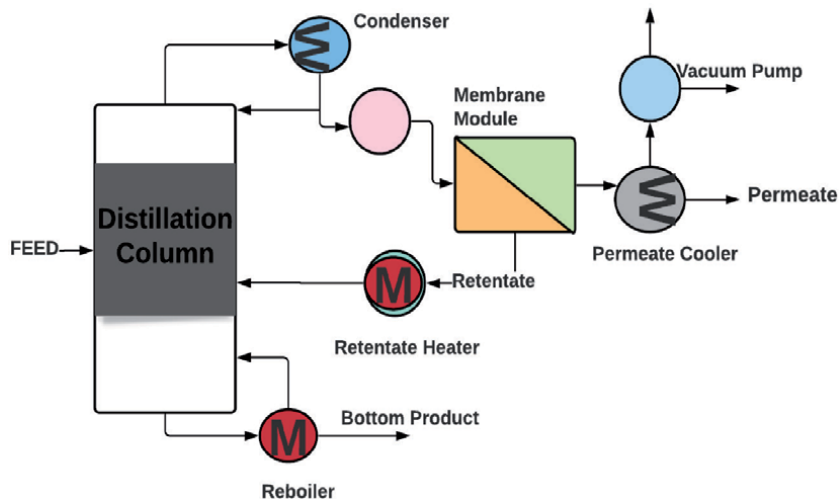 Condenser
Vacuum Pump
Membrane
Module
Distillation
Column
FEED
Permeate
Permeate Cooler
Retentate
M
Retentate Heater
Bottom Product
M
Reboiler